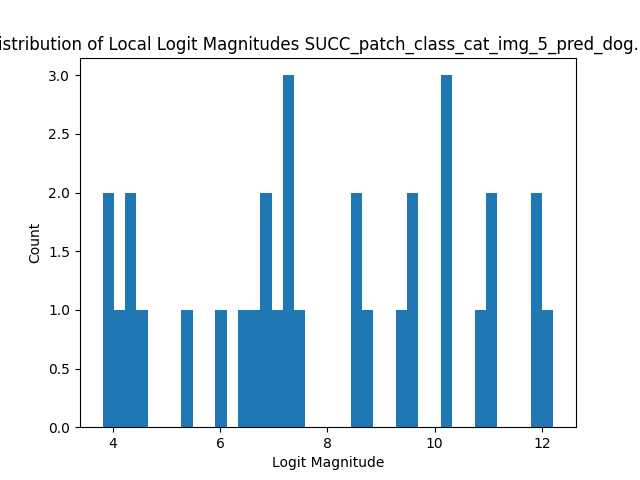 istribution of Local Logit Magnitudes SUCC_patch_class_cat_img_5_pred_dog.
3.0
2.5
2.0
1.5
1.0
0.5
0.0
Count
4 6 8 10 12
Logit Magnitude